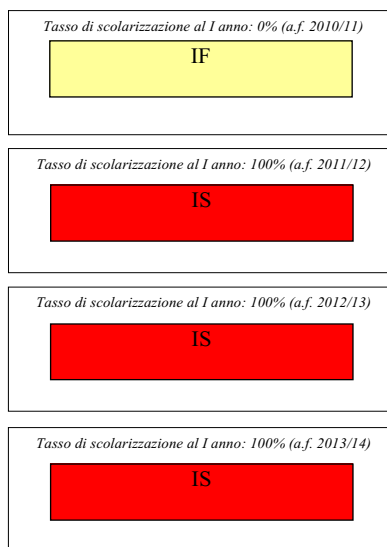 Tasso di scolarizzazione al I anno: 0% (a.f. 2010/11)
IF
Tasso di scolarizzazione al I anno: 100% (a.f. 2011/12)
IS
Tasso di scolarizzazione al I anno: 100% (a.f. 2012/13)
IS
Tasso di scolarizzazione al I anno: 100% (a.f. 2013/14)
IS